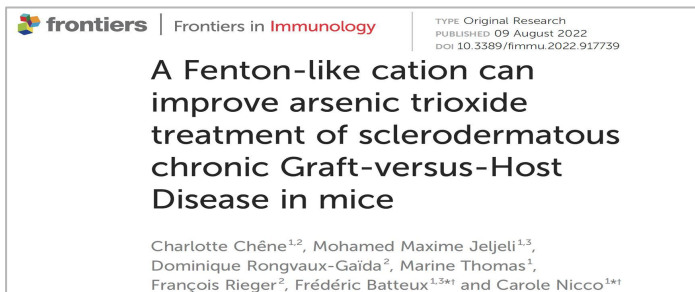 frontiers | Frontiers in Immunology
TYPE Original Research
PUBLISHED 09 August 2022
DOI 10.3389/fimmu.2022.917739
A Fenton-like cation can
improve arsenic trioxide
treatment of sclerodermatous
chronic Graft-versus-Host
Disease in mice
Charlotte Chêne1,2, Mohamed Maxime Jeljeli1,3,
Dominique Rongvaux-Gaïda2, Marine Thomas1,
François Rieger2, Frédéric Batteux1,3*† and Carole Nicco1*†